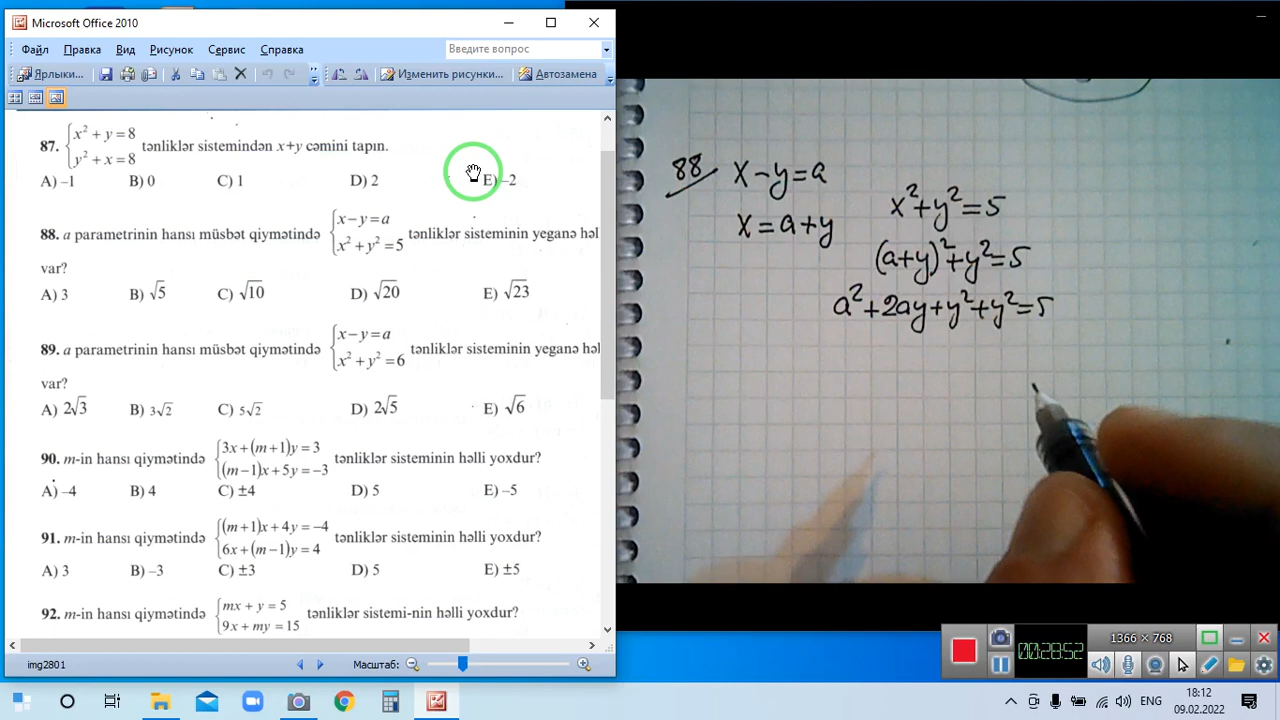 Microsoft Office 2010
Файл Правка Вид Рисунок Сервис Справка
Введите вопрос
Ярлыки... Изменить рисунки... Автозамена
87. { x² + y = 8
y² + x = 8 tənliklər sistemindən x+y cəmini tapın.
A) –1 B) 0 C) 1 D) 2 E) –2
88. a parametrinin hansı müsbət qiymətində { x – y = a
x² + y² = 5 tənliklər sisteminin yeganə həl
var?
A) 3 B) √5 C) √10 D) √20 E) √23
89. a parametrinin hansı müsbət qiymətində { x – y = a
x² + y² = 6 tənliklər sisteminin yeganə həl
var?
A) 2√3 B) 3√2 C) 5√2 D) 2√5 E) √6
90. m-in hansı qiymətində { 3x + (m+1)y = 3
(m–1)x + 5y = –3 tənliklər sisteminin həlli yoxdur?
A) –4 B) 4 C) ±4 D) 5 E) –5
91. m-in hansı qiymətində { (m+1)x + 4y = –4
6x + (m–1)y = 4 tənliklər sisteminin həlli yoxdur?
A) 3 B) –3 C) ±3 D) 5 E) ±5
92. m-in hansı qiymətində { mx + y = 5
9x + my = 15 tənliklər sistemi-nin həlli yoxdur?
img2801
Масштаб:
88 x–y=a
x=a+y
x²+y²=5
(a+y)²+y²=5
a²+2ay+y²+y²=5
1366 × 768
00:28:52
ENG
18:12
09.02.2022